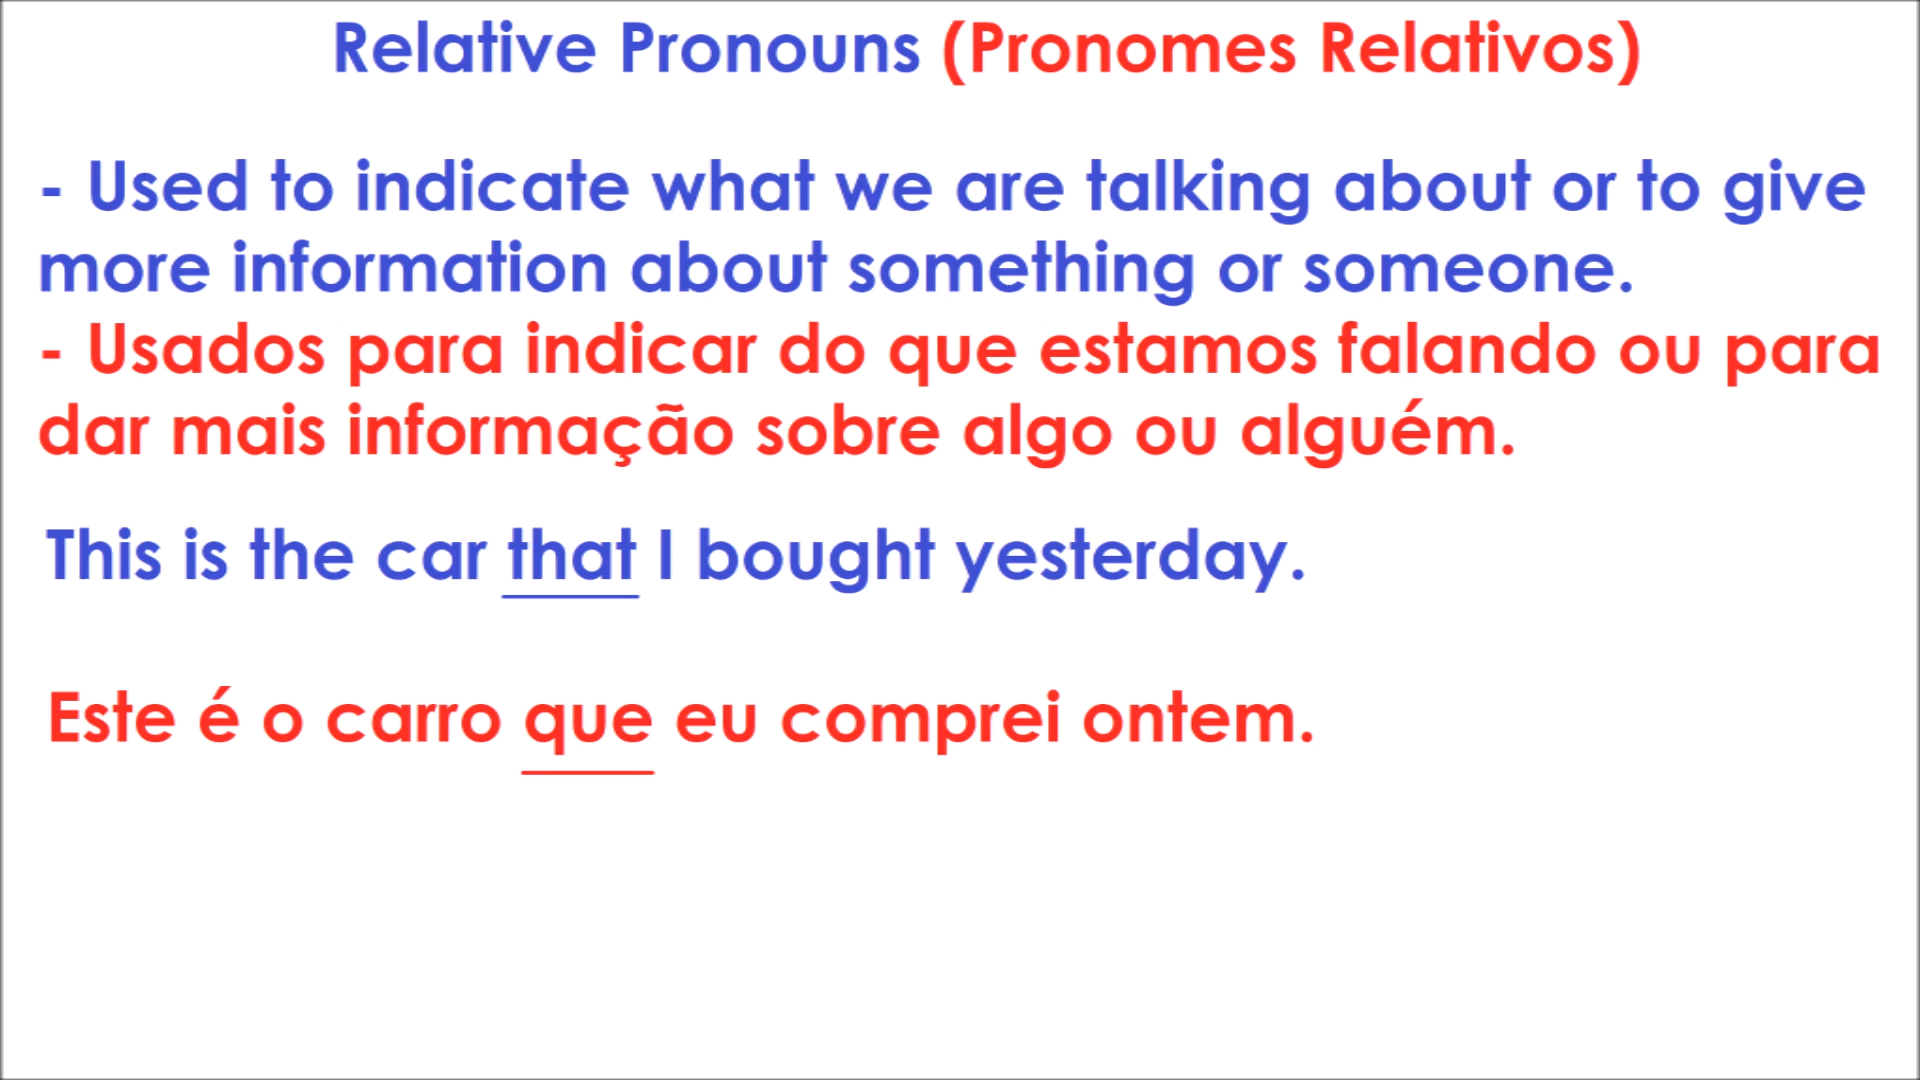 Relative Pronouns (Pronomes Relativos)
- Used to indicate what we are talking about or to give
more information about something or someone.
- Usados para indicar do que estamos falando ou para
dar mais informação sobre algo ou alguém.
This is the car that I bought yesterday.
Este é o carro que eu comprei ontem.